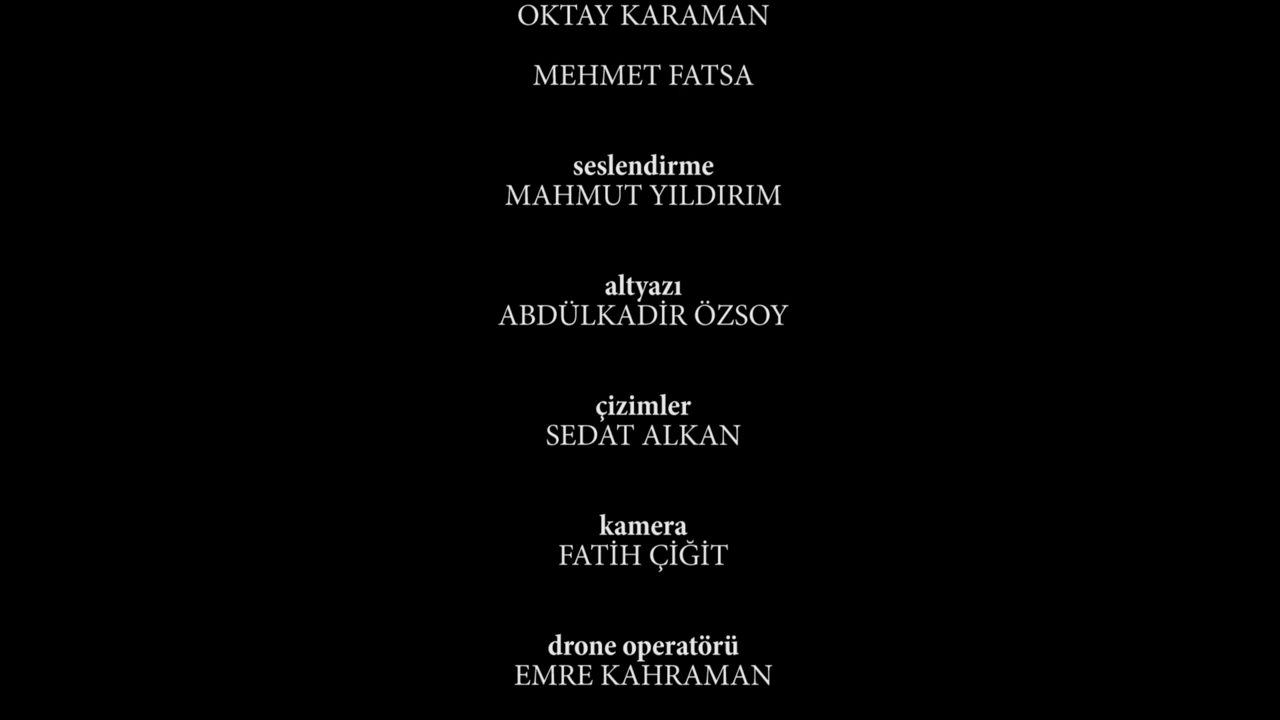 OKTAY KARAMAN
MEHMET FATSA
seslendirme
MAHMUT YILDIRIM
altyazı
ABDÜLKADİR ÖZSOY
çizimler
SEDAT ALKAN
kamera
FATİH ÇİĞİT
drone operatörü
EMRE KAHRAMAN